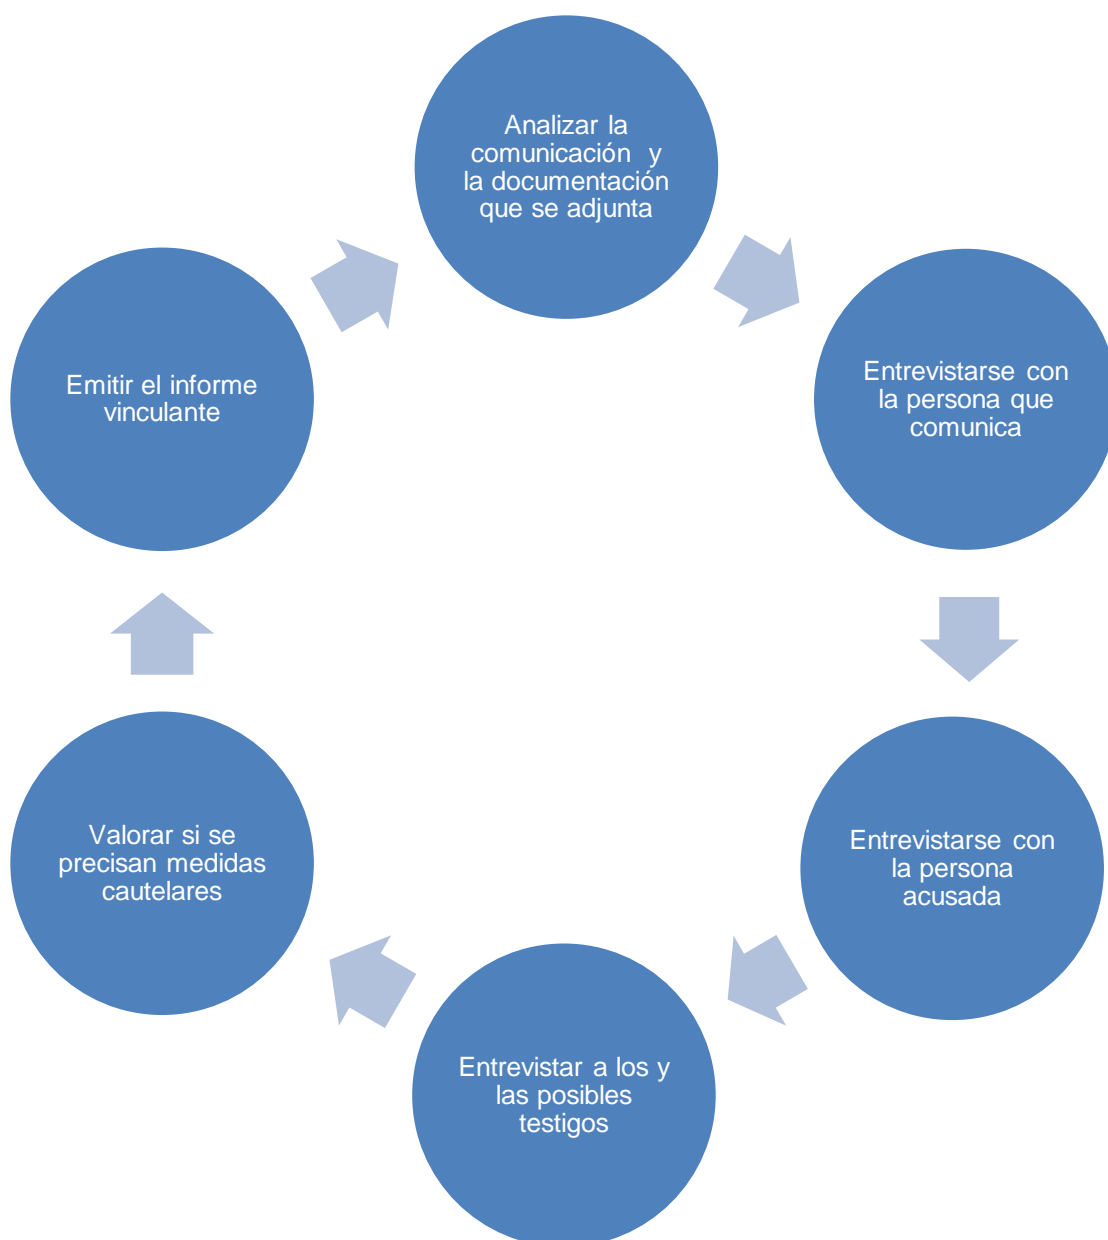 Analizar la
comunicación y
la documentación
que se adjunta
Entrevistarse con
la persona que
comunica
Entrevistarse con
la persona
acusada
Entrevistar a los y
las posibles
testigos
Valorar si se
precisan medidas
cautelares
Emitir el informe
vinculante